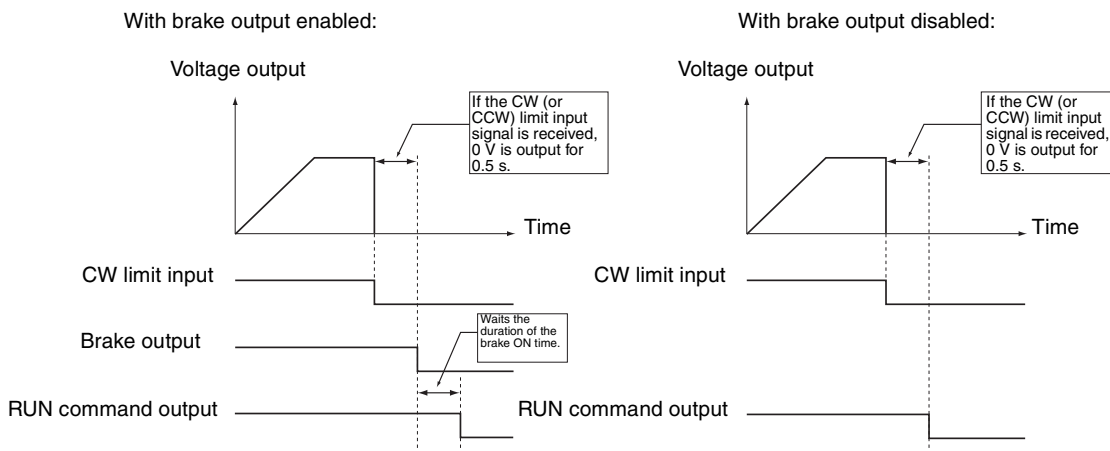 With brake output enabled:
Voltage output
If the CW (or
CCW) limit input
signal is received,
0 V is output for
0.5 s.
Time
CW limit input
Waits the
duration of the
brake ON time.
Brake output
RUN command output
With brake output disabled:
Voltage output
If the CW (or
CCW) limit input
signal is received,
0 V is output for
0.5 s.
Time
CW limit input
RUN command output